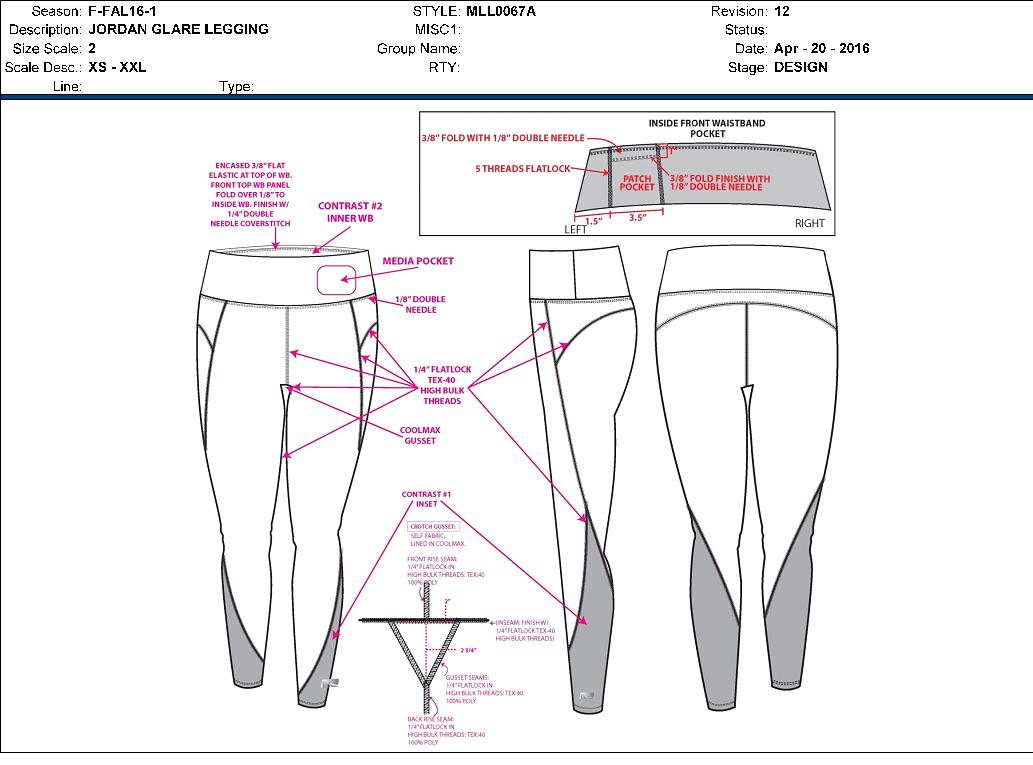 Season: F-FAL16-1
STYLE: MLL0067A
Revision: 12
Description: JORDAN GLARE LEGGING
MISC1:
Status:
Size Scale: 2
Group Name:
Date: Apr - 20 - 2016
Scale Desc.: XS - XXL
RTY:
Stage: DESIGN
Line:
Type:
INSIDE FRONT WAISTBAND
POCKET
3/8" FOLD WITH 1/8" DOUBLE NEEDLE
1"
5 THREADS FLATLOCK
PATCH
POCKET
3/8" FOLD FINISH WITH
1/8" DOUBLE NEEDLE
1.5"
3.5"
LEFT
RIGHT
ENCASED 3/8" FLAT
ELASTIC AT TOP OF WB.
FRONT TOP WB PANEL
FOLD OVER 1/8" TO
INSIDE WB. FINISH W/
1/4" DOUBLE
NEEDLE COVERSTITCH
CONTRAST #2
INNER WB
MEDIA POCKET
1/8" DOUBLE
NEEDLE
1/4" FLATLOCK
TEX-40
HIGH BULK
THREADS
COOLMAX
GUSSET
CONTRAST #1
INSET
CROTCH GUSSET:
SELF FABRIC,
LINED IN COOLMAX.
FRONT RISE SEAM:
1/4" FLATLOCK IN
HIGH BULK THREADS: TEX:40
100% POLY
2"
(INSEAM: FINISH W/
1/4" FLATLOCK TEX-40
HIGH BULK THREADS)
2 3/4"
GUSSET SEAMS:
1/4" FLATLOCK IN
HIGH BULK THREADS: TEX:40
100% POLY
BACK RISE SEAM:
1/4" FLATLOCK IN
HIGH BULK THREADS: TEX:40
100% POLY